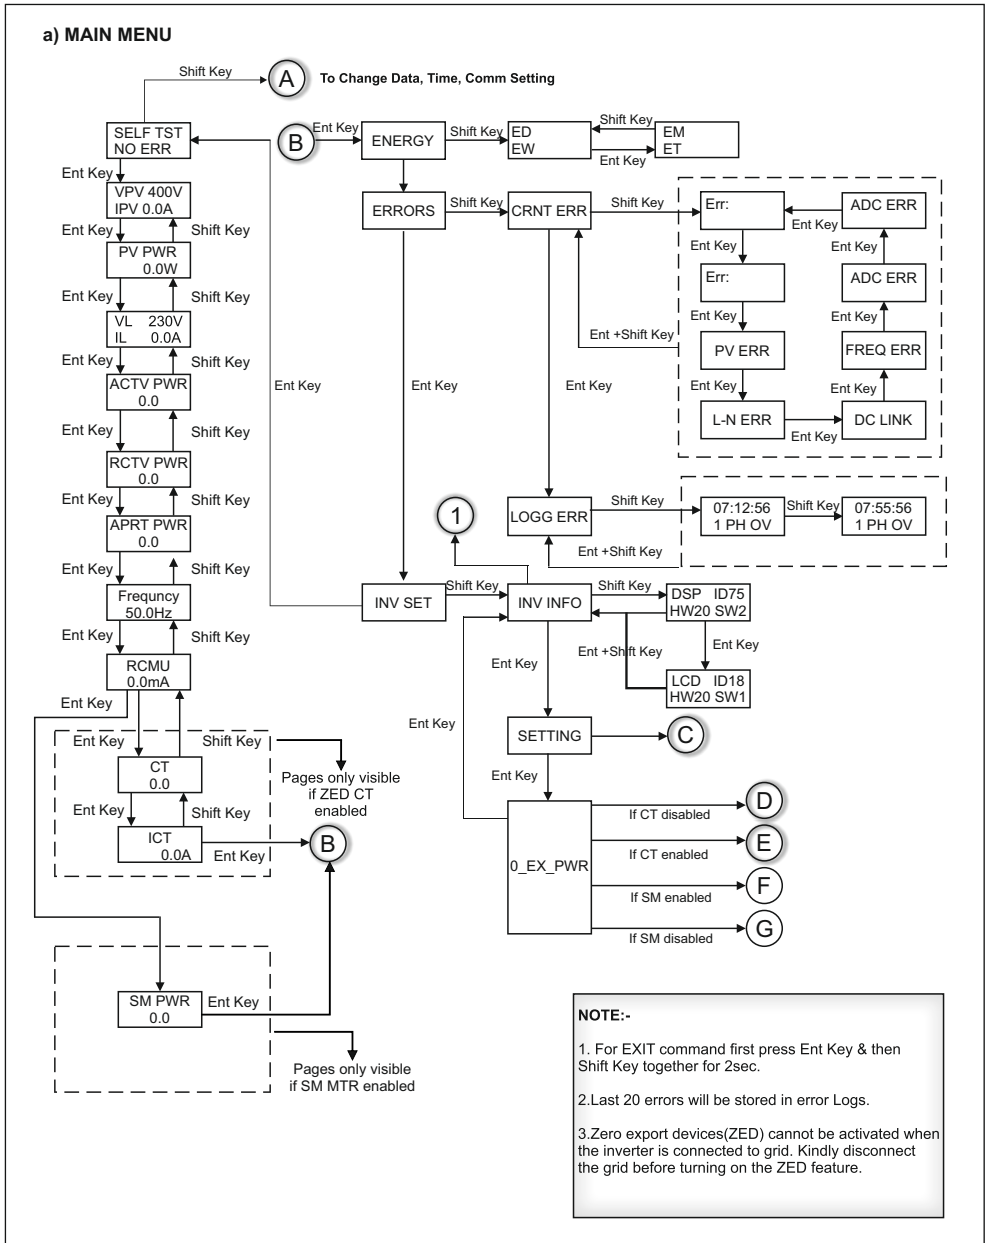 a) MAIN MENU
Shift Key
A
To Change Data, Time, Comm Setting
SELF TST
NO ERR
B
Ent Key
ENERGY
Shift Key
ED
EW
Shift Key
Ent Key
EM
ET
Ent Key
VPV 400V
IPV 0.0A
Ent Key
Shift Key
PV PWR
0.0W
Ent Key
Shift Key
VL 230V
IL 0.0A
Ent Key
Shift Key
ACTV PWR
0.0
Ent Key
Shift Key
RCTV PWR
0.0
Ent Key
Shift Key
APRT PWR
0.0
Ent Key
Shift Key
Frequncy
50.0Hz
Ent Key
Shift Key
RCMU
0.0mA
Ent Key
Ent Key
Shift Key
CT
0.0
Ent Key
Shift Key
ICT
0.0A
Ent Key
B
Pages only visible
if ZED CT
enabled
SM PWR
0.0
Ent Key
Pages only visible
if SM MTR enabled
ERRORS
Shift Key
CRNT ERR
Shift Key
Err:
Ent Key
ADC ERR
Ent Key
Ent Key
Err:
ADC ERR
Ent Key
Ent Key
Ent +Shift Key
PV ERR
FREQ ERR
Ent Key
Ent Key
L-N ERR
Ent Key
DC LINK
Ent Key
Ent Key
Ent Key
1
LOGG ERR
Shift Key
07:12:56
1 PH OV
Shift Key
07:55:56
1 PH OV
Ent +Shift Key
INV SET
Shift Key
INV INFO
Shift Key
DSP ID75
HW20 SW2
Ent Key
Ent +Shift Key
Ent Key
LCD ID18
HW20 SW1
Ent Key
SETTING
C
Ent Key
0_EX_PWR
D
If CT disabled
E
If CT enabled
F
If SM enabled
G
If SM disabled
NOTE:-
1. For EXIT command first press Ent Key & then
Shift Key together for 2sec.
2.Last 20 errors will be stored in error Logs.
3.Zero export devices(ZED) cannot be activated when
the inverter is connected to grid. Kindly disconnect
the grid before turning on the ZED feature.